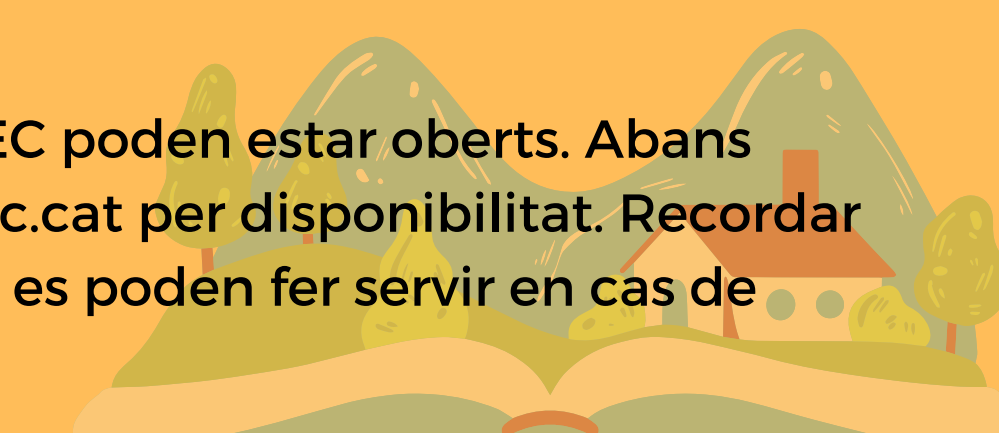 EC poden estar oberts. Abans
c.cat per disponibilitat. Recordar
es poden fer servir en cas de